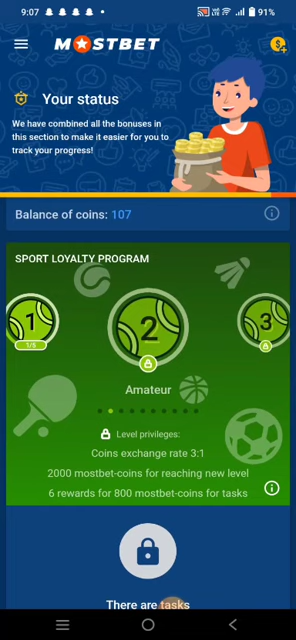 9:07
91%
MOSTBET
Your status
We have combined all the bonuses in
this section to make it easier for you to
track your progress!
Balance of coins: 107
SPORT LOYALTY PROGRAM
1
2
3
1/8
Amateur
Level privileges:
Coins exchange rate 3:1
2000 mostbet-coins for reaching new level
6 rewards for 800 mostbet-coins for tasks
There are tasks